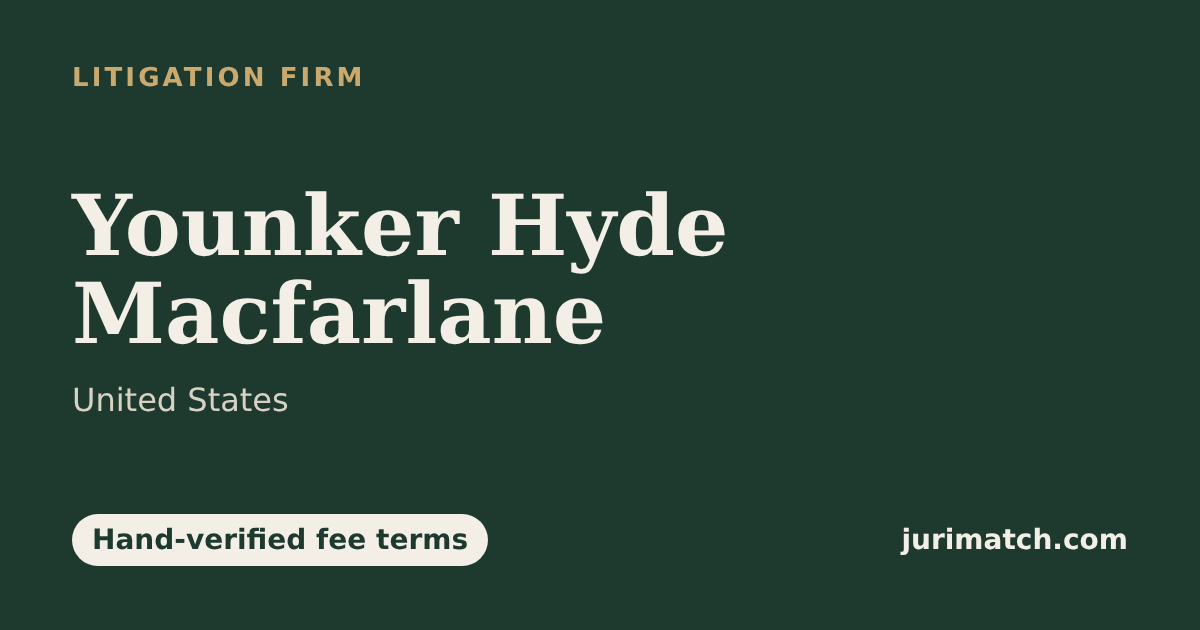 LITIGATION FIRM
Younker Hyde
Macfarlane
United States
Hand-verified fee terms
jurimatch.com